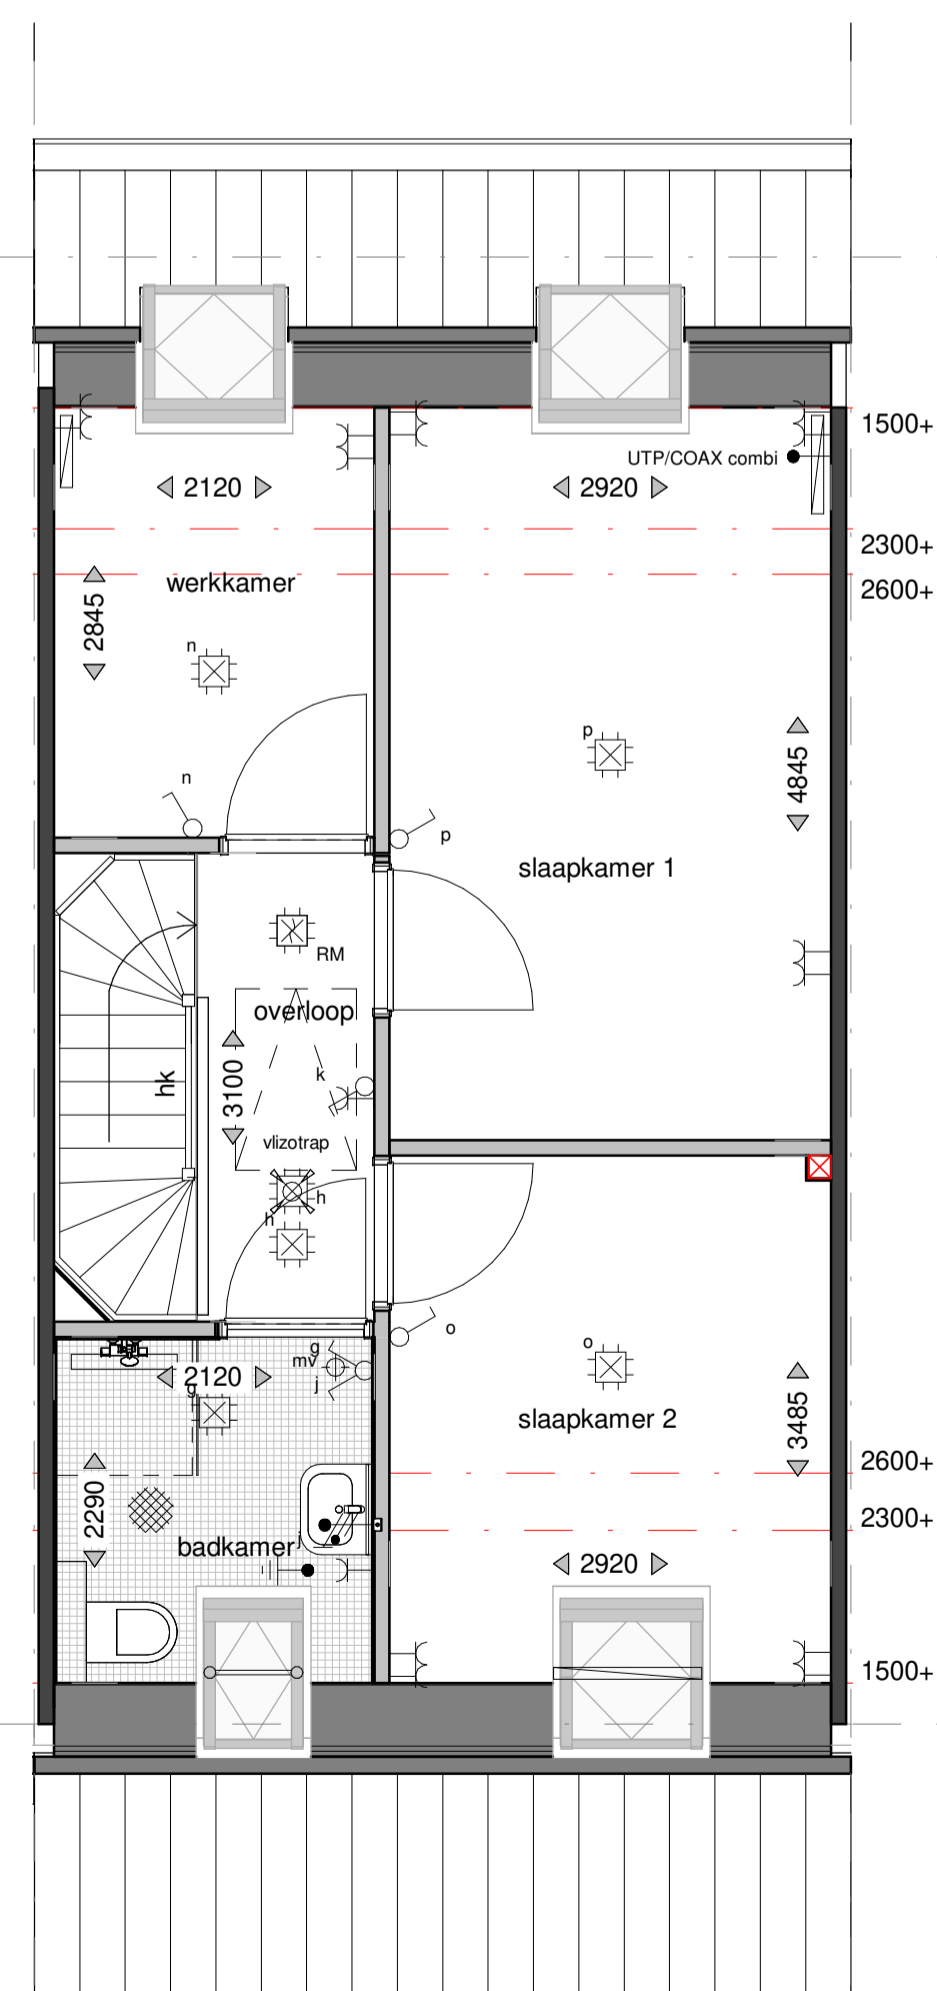 1500+
UTP/COAX combi
2120
2920
2300+
werkkamer
2600+
2845
n
p
4845
n
p
slaapkamer 1
RM
overloop
k
hk
3100
vlizotrap
h
h
o
g
o
mv
2120
j
g
slaapkamer 2
3485
2600+
2290
2300+
badkamer
j
2920
1500+